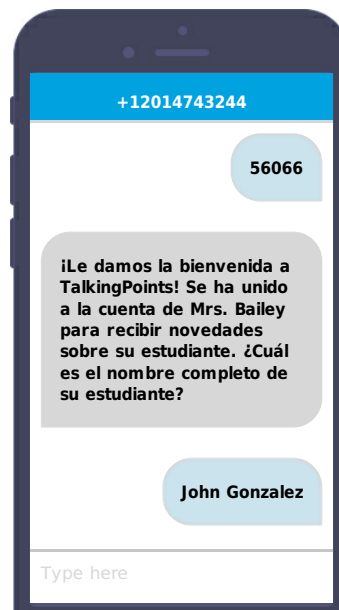 +12014743244
56066
¡Le damos la bienvenida a
TalkingPoints! Se ha unido
a la cuenta de Mrs. Bailey
para recibir novedades
sobre su estudiante. ¿Cuál
es el nombre completo de
su estudiante?
John Gonzalez
Type here